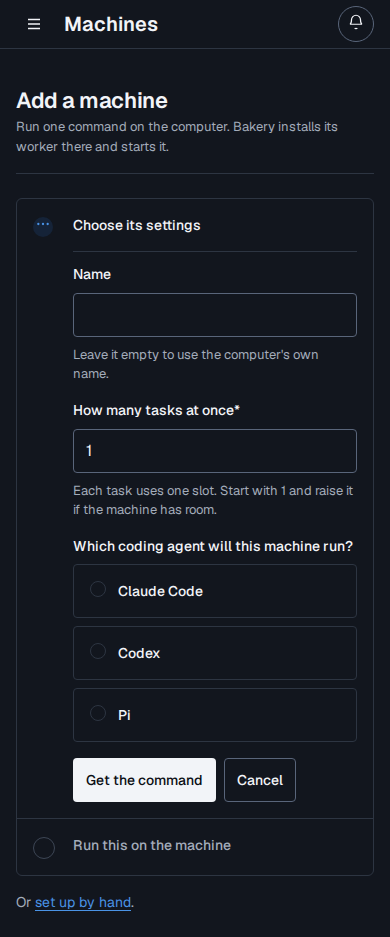 Machines
Add a machine
Run one command on the computer. Bakery installs its
worker there and starts it.
Choose its settings
Name
Leave it empty to use the computer's own
name.
How many tasks at once*
1
Each task uses one slot. Start with 1 and raise it
if the machine has room.
Which coding agent will this machine run?
Claude Code
Codex
Pi
Get the command
Cancel
Run this on the machine
Or set up by hand.